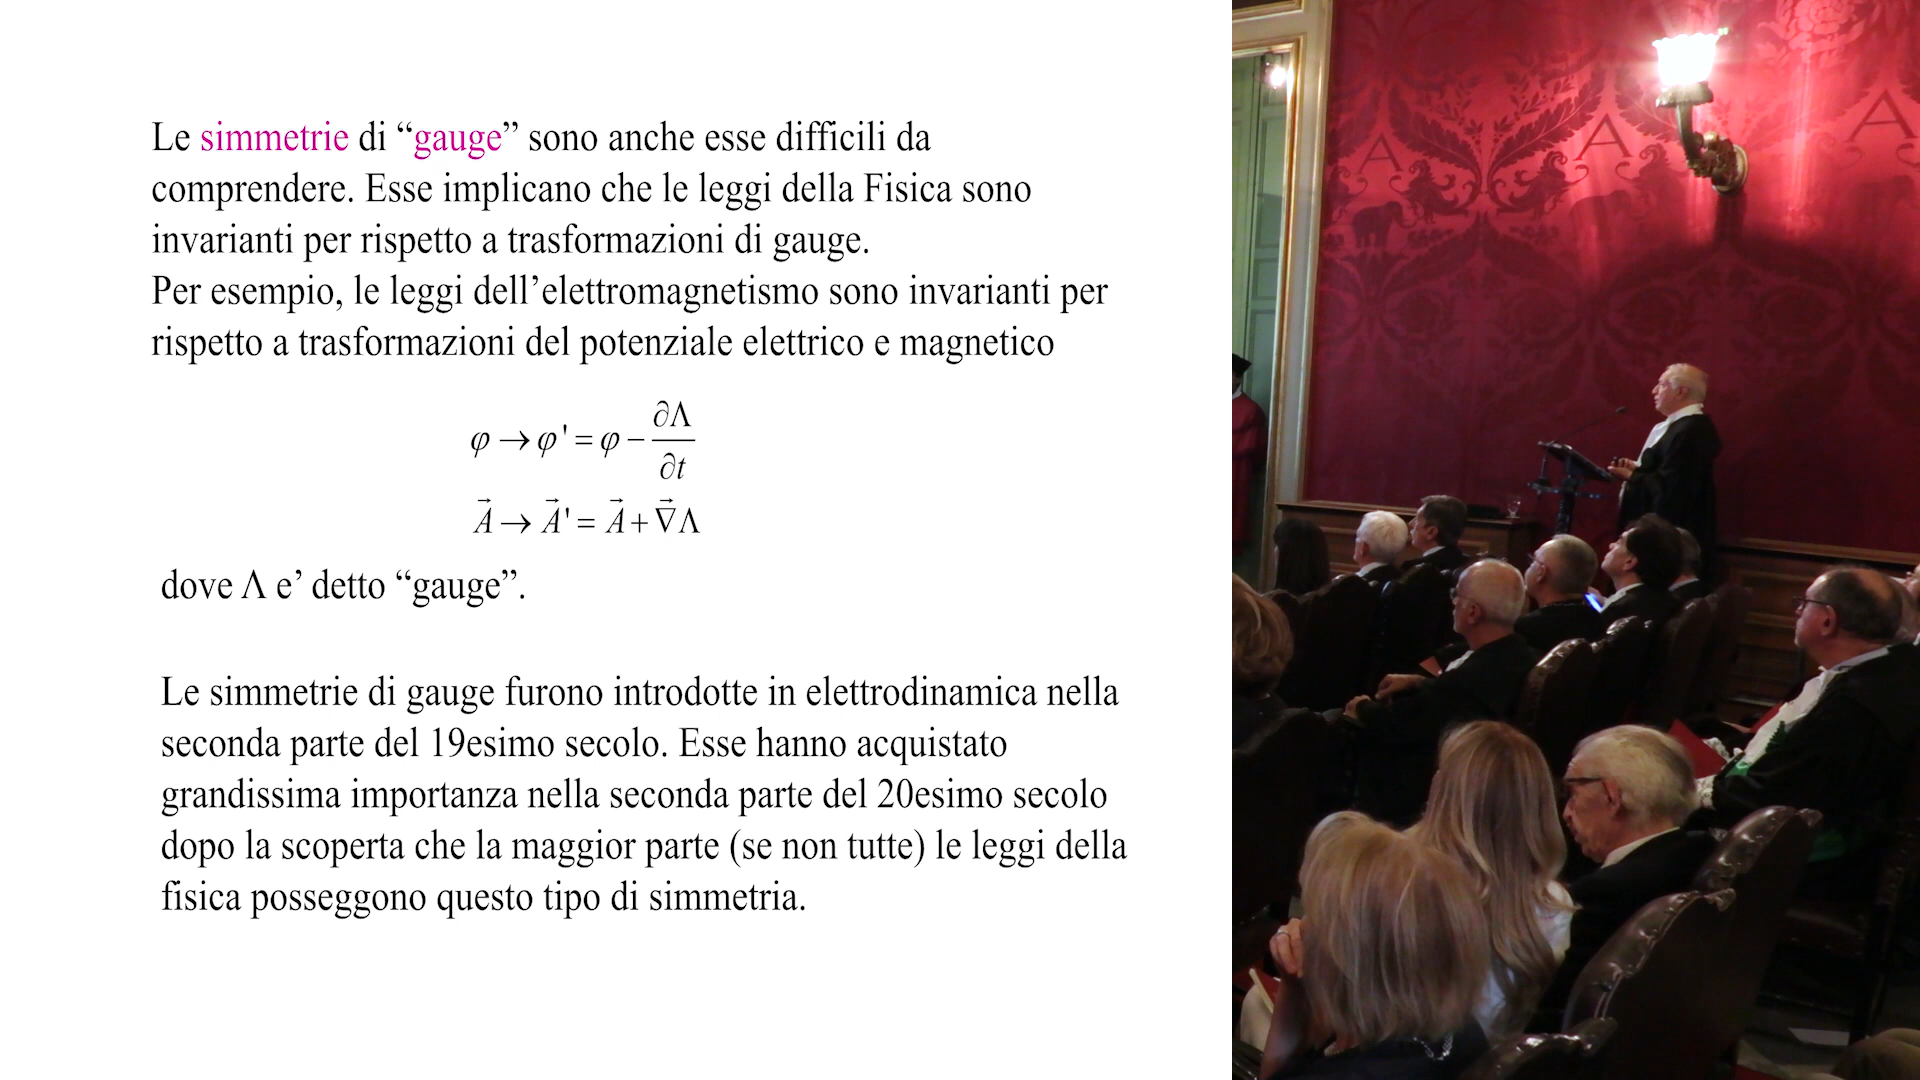 Le simmetrie di “gauge” sono anche esse difficili da
comprendere. Esse implicano che le leggi della Fisica sono
invarianti per rispetto a trasformazioni di gauge.
Per esempio, le leggi dell’elettromagnetismo sono invarianti per
rispetto a trasformazioni del potenziale elettrico e magnetico
φ → φ' = φ − ∂Λ/∂t
A⃗ → A⃗' = A⃗ + ∇⃗Λ
dove Λ e’ detto “gauge”.
Le simmetrie di gauge furono introdotte in elettrodinamica nella
seconda parte del 19esimo secolo. Esse hanno acquistato
grandissima importanza nella seconda parte del 20esimo secolo
dopo la scoperta che la maggior parte (se non tutte) le leggi della
fisica posseggono questo tipo di simmetria.
A A A